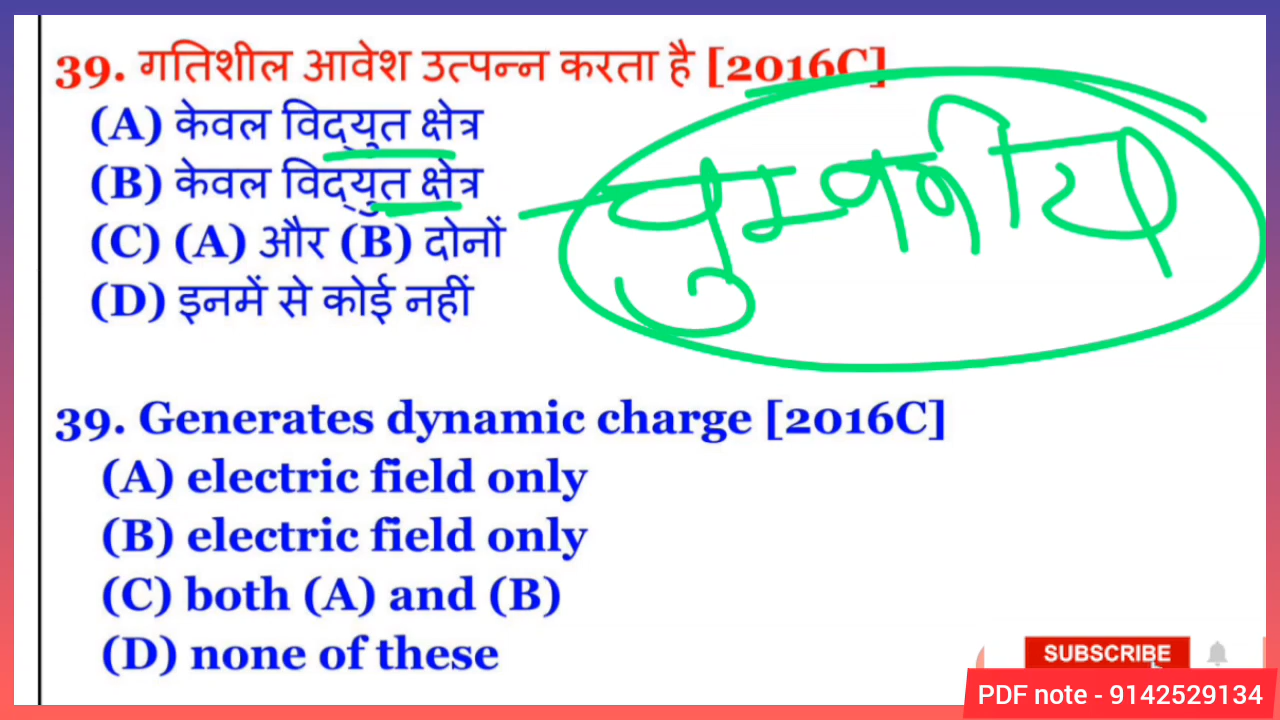 39. गतिशील आवेश उत्पन्न करता है [2016C]
(A) केवल विद्युत क्षेत्र
(B) केवल विद्युत क्षेत्र
(C) (A) और (B) दोनों
(D) इनमें से कोई नहीं
चुम्बकीय
39. Generates dynamic charge [2016C]
(A) electric field only
(B) electric field only
(C) both (A) and (B)
(D) none of these
SUBSCRIBE
PDF note - 9142529134